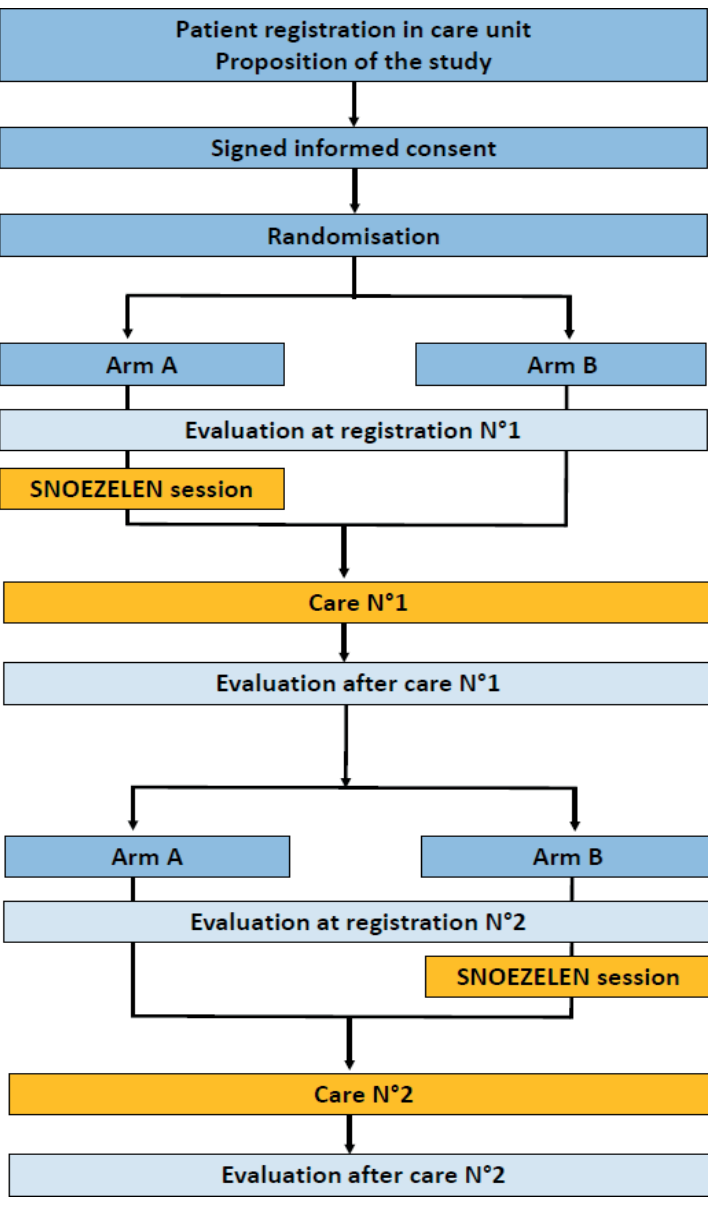 Patient registration in care unit
Proposition of the study
Signed informed consent
Randomisation
Arm A
Arm B
Evaluation at registration N°1
SNOEZELEN session
Care N°1
Evaluation after care N°1
Arm A
Arm B
Evaluation at registration N°2
SNOEZELEN session
Care N°2
Evaluation after care N°2